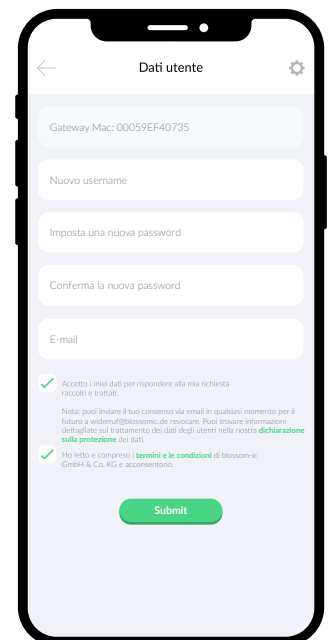 Dati utente
Gateway Mac: 00059EF40735
Nuovo username
Imposta una nuova password
Conferma la nuova password
E-mail
Accetto i miei dati per rispondere alla mia richiesta
raccolti e trattati.
Nota: puoi inviare il tuo consenso via email in qualsiasi momento per il
futuro a widerruf@blossomic.de revocare. Puoi trovare informazioni
dettagliate sul trattamento dei dati degli utenti nella nostra dichiarazione
sulla protezione dei dati.
Ho letto e compreso i termini e le condizioni di blossom-ic
GmbH & Co. KG e acconsentono.
Submit